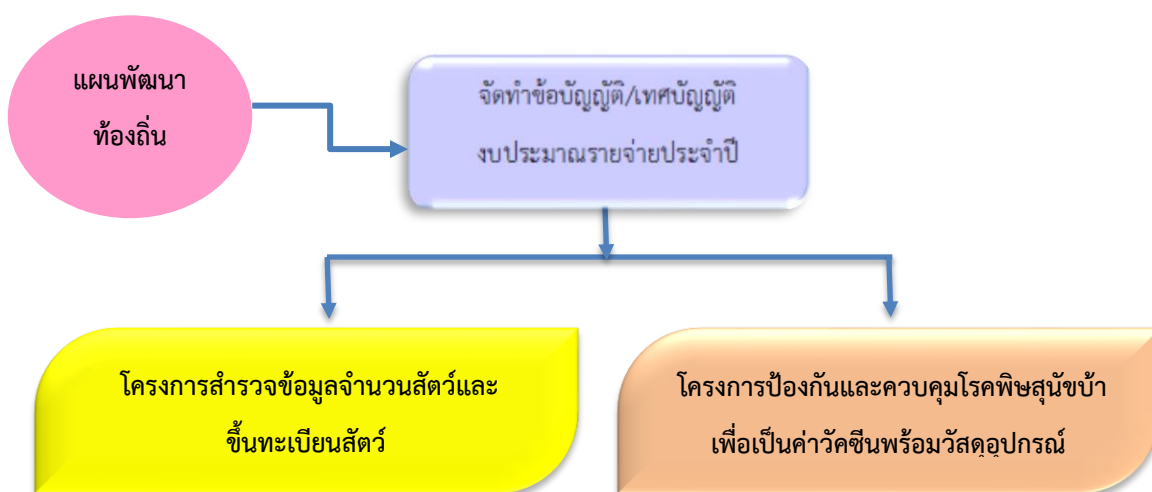 แผนพัฒนา
ท้องถิ่น
จัดทำข้อบัญญัติ/เทศบัญญัติ
งบประมาณรายจ่ายประจำปี
โครงการสำรวจข้อมูลจำนวนสัตว์และ
ขึ้นทะเบียนสัตว์
โครงการป้องกันและควบคุมโรคพิษสุนัขบ้า
เพื่อเป็นค่าวัคซีนพร้อมวัสดุอุปกรณ์